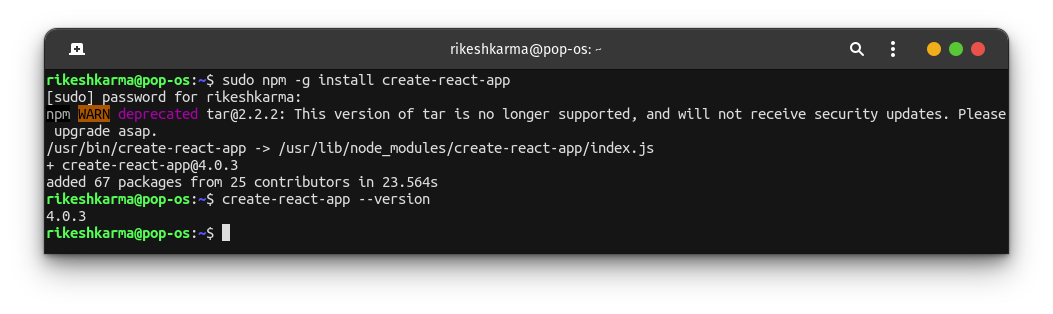 rikeshkarma@pop-os: ~
rikeshkarma@pop-os:~$ sudo npm -g install create-react-app
[sudo] password for rikeshkarma:
npm WARN deprecated tar@2.2.2: This version of tar is no longer supported, and will not receive security updates. Please
 upgrade asap.
/usr/bin/create-react-app -> /usr/lib/node_modules/create-react-app/index.js
+ create-react-app@4.0.3
added 67 packages from 25 contributors in 23.564s
rikeshkarma@pop-os:~$ create-react-app --version
4.0.3
rikeshkarma@pop-os:~$